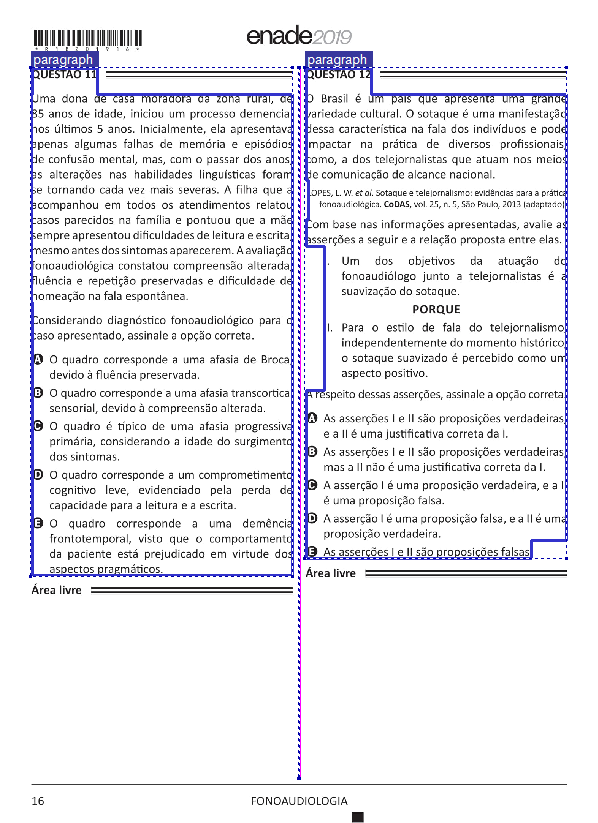 *R1620191 6*
enade2019
paragraph
QUESTÃO 11
Uma dona de casa moradora da zona rural, de
85 anos de idade, iniciou um processo demencial
nos últimos 5 anos. Inicialmente, ela apresentava
apenas algumas falhas de memória e episódios
de confusão mental, mas, com o passar dos anos,
as alterações nas habilidades linguísticas foram
se tornando cada vez mais severas. A filha que a
acompanhou em todos os atendimentos relatou
casos parecidos na família e pontuou que a mãe
sempre apresentou dificuldades de leitura e escrita,
mesmo antes dos sintomas aparecerem. A avaliação
fonoaudiológica constatou compreensão alterada,
fluência e repetição preservadas e dificuldade de
nomeação na fala espontânea.
Considerando diagnóstico fonoaudiológico para o
caso apresentado, assinale a opção correta.
A O quadro corresponde a uma afasia de Broca,
devido à fluência preservada.
B O quadro corresponde a uma afasia transcortical
sensorial, devido à compreensão alterada.
C O quadro é típico de uma afasia progressiva
primária, considerando a idade do surgimento
dos sintomas.
D O quadro corresponde a um comprometimento
cognitivo leve, evidenciado pela perda de
capacidade para a leitura e a escrita.
E O quadro corresponde a uma demência
frontotemporal, visto que o comportamento
da paciente está prejudicado em virtude dos
aspectos pragmáticos.
Área livre
paragraph
QUESTÃO 12
O Brasil é um país que apresenta uma grande
variedade cultural. O sotaque é uma manifestação
dessa característica na fala dos indivíduos e pode
impactar na prática de diversos profissionais,
como, a dos telejornalistas que atuam nos meios
de comunicação de alcance nacional.
LOPES, L. W. et al. Sotaque e telejornalismo: evidências para a prática
fonoaudiológica. CoDAS, vol. 25, n. 5, São Paulo, 2013 (adaptado).
Com base nas informações apresentadas, avalie as
asserções a seguir e a relação proposta entre elas.
I. Um dos objetivos da atuação do
fonoaudiólogo junto a telejornalistas é a
suavização do sotaque.
PORQUE
II. Para o estilo de fala do telejornalismo,
independentemente do momento histórico,
o sotaque suavizado é percebido como um
aspecto positivo.
A respeito dessas asserções, assinale a opção correta.
A As asserções I e II são proposições verdadeiras,
e a II é uma justificativa correta da I.
B As asserções I e II são proposições verdadeiras,
mas a II não é uma justificativa correta da I.
C A asserção I é uma proposição verdadeira, e a II
é uma proposição falsa.
D A asserção I é uma proposição falsa, e a II é uma
proposição verdadeira.
E As asserções I e II são proposições falsas.
Área livre
16
FONOAUDIOLOGIA